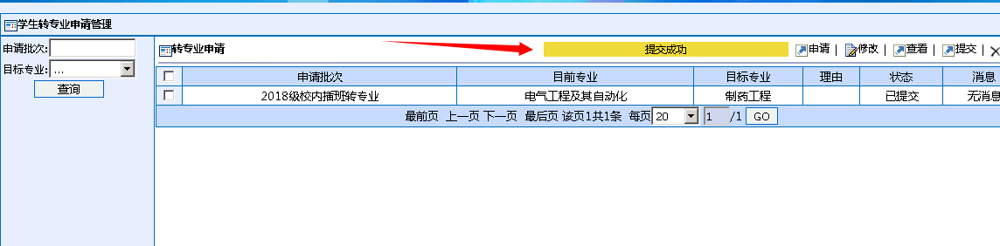 学生转专业申请管理
申请批次:
目标专业: ...
查询
转专业申请
提交成功
申请 | 修改 | 查看 | 提交 |
申请批次 目前专业 目标专业 理由 状态 消息
2018级校内插班转专业 电气工程及其自动化 制药工程 已提交 无消息
最前页 上一页 下一页 最后页 该页1共1条 每页 20 1 /1 GO